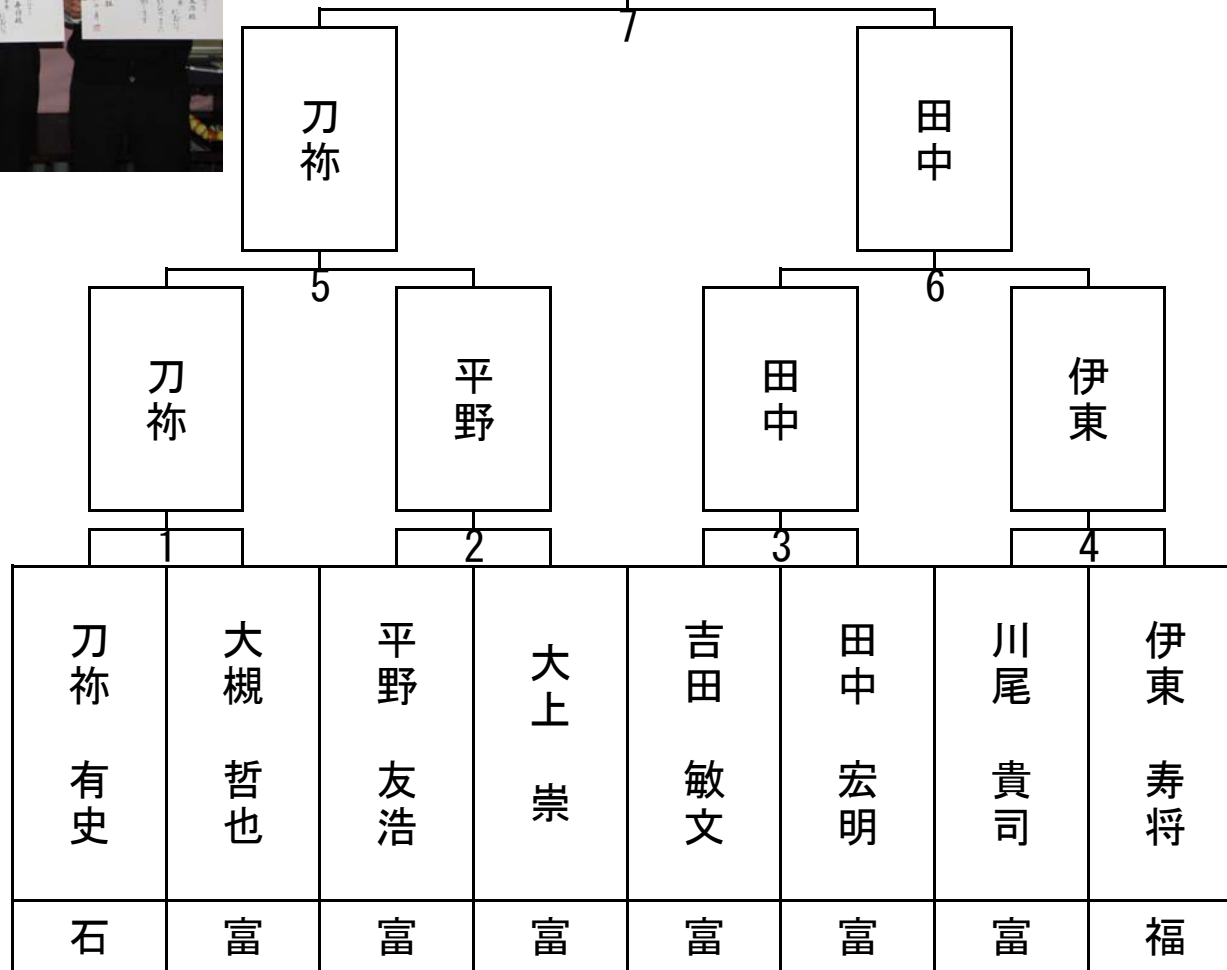 7
刀祢
田中
5
6
刀祢
平野
田中
伊東
1
2
3
4
刀祢 有史
大槻 哲也
平野 友浩
大上 崇
吉田 敏文
田中 宏明
川尾 貴司
伊東 寿将
石
富
富
富
富
富
富
福